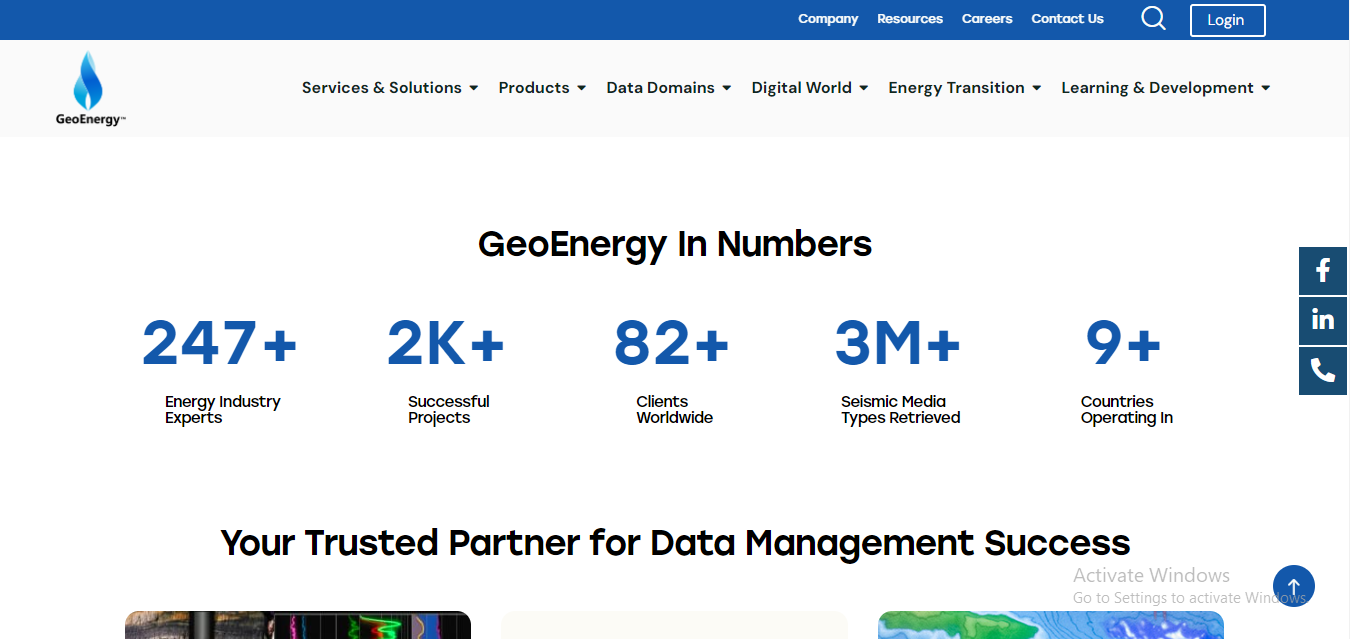 Company Resources Careers Contact Us Login
GeoEnergy™
Services & Solutions Products Data Domains Digital World Energy Transition Learning & Development
GeoEnergy In Numbers
247+ 2K+ 82+ 3M+ 9+
Energy Industry Successful Clients Seismic Media Countries
Experts Projects Worldwide Types Retrieved Operating In
Your Trusted Partner for Data Management Success
Activate Windows
Go to Settings to activate Windows.